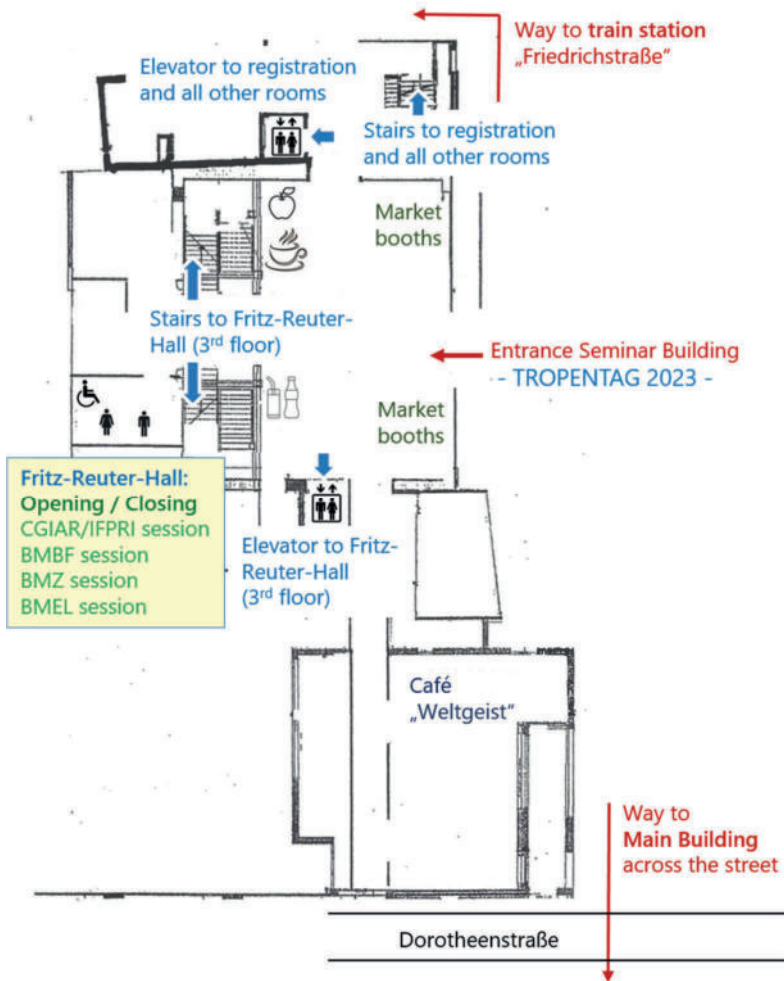 Way to train station
„Friedrichstraße"
Elevator to registration
and all other rooms
Stairs to registration
and all other rooms
Market
booths
Stairs to Fritz-Reuter-
Hall (3rd floor)
Entrance Seminar Building
- TROPENTAG 2023 -
Market
booths
Fritz-Reuter-Hall:
Opening / Closing
CGIAR/IFPRI session
BMBF session
BMZ session
BMEL session
Elevator to Fritz-
Reuter-Hall
(3rd floor)
Café
„Weltgeist"
Way to
Main Building
across the street
Dorotheenstraße